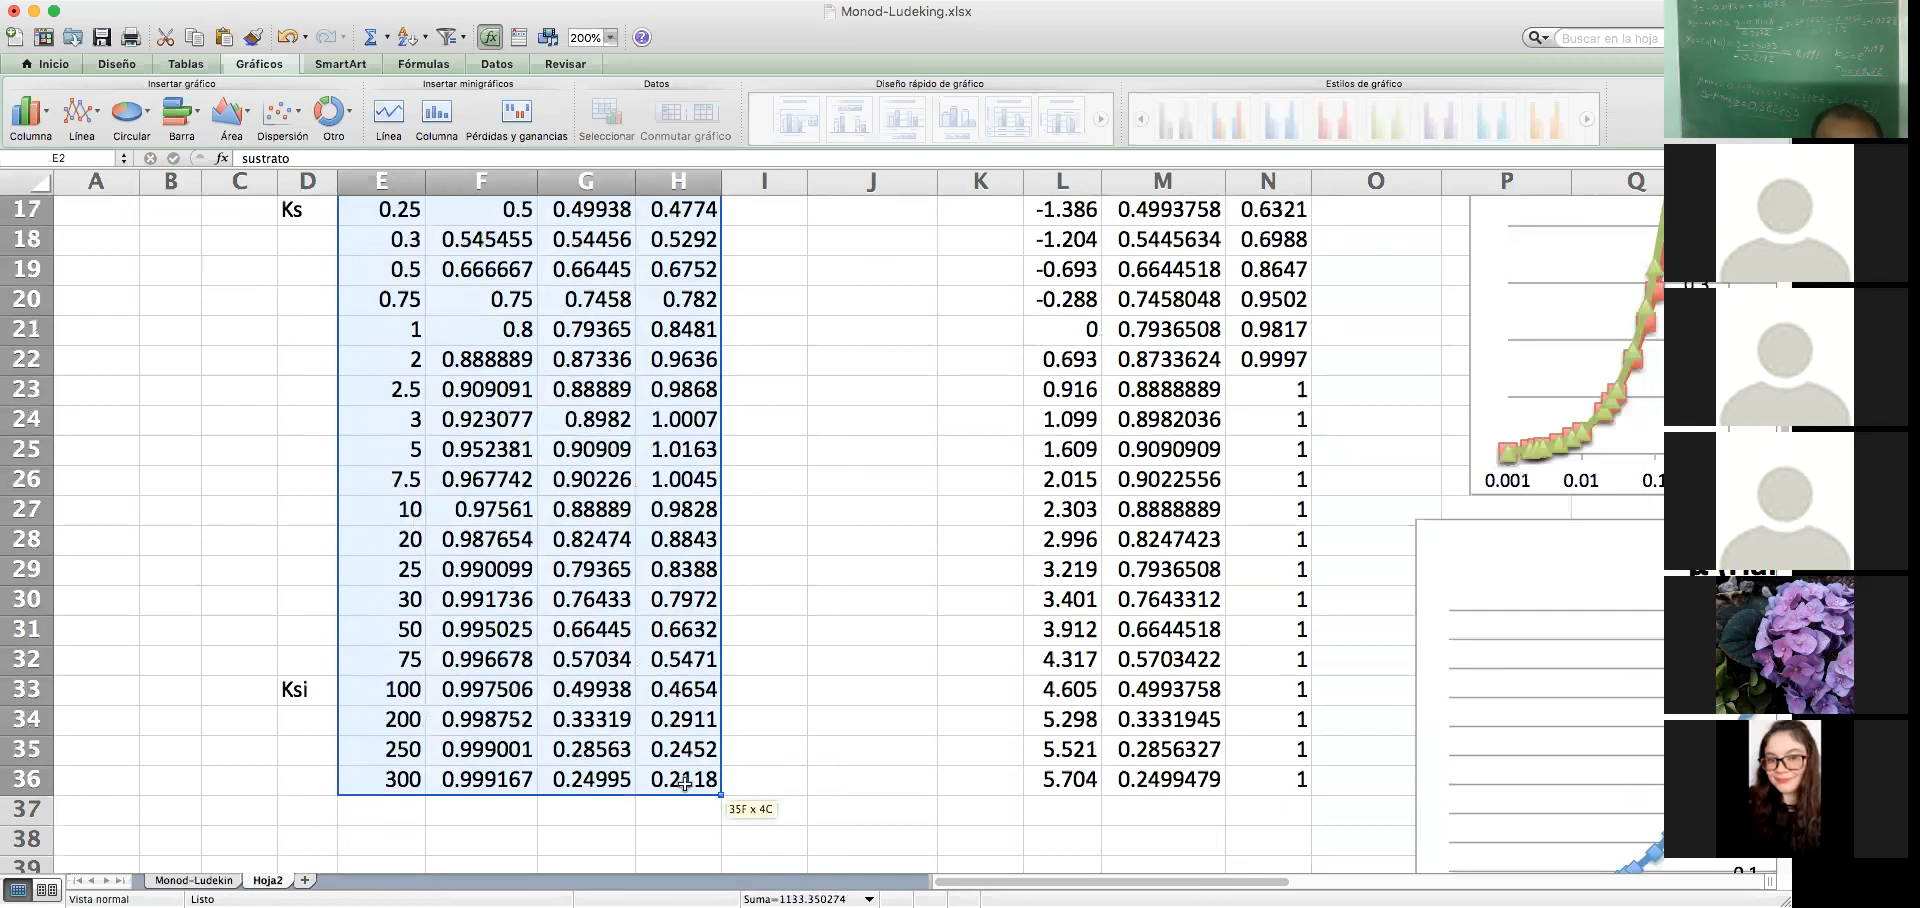 Monod-Ludeking.xlsx
200%
Buscar en la hoja
Inicio Diseño Tablas Gráficos SmartArt Fórmulas Datos Revisar
Insertar gráfico Insertar minigráficos Datos Diseño rápido de gráfico Estilos de gráfico
Columna Línea Circular Barra Área Dispersión Otro Línea Columna Pérdidas y ganancias Seleccionar Conmutar gráfico
E2 fx sustrato
A B C D E F G H I J K L M N O P Q
17 Ks 0.25 0.5 0.49938 0.4774 -1.386 0.4993758 0.6321
18 0.3 0.545455 0.54456 0.5292 -1.204 0.5445634 0.6988
19 0.5 0.666667 0.66445 0.6752 -0.693 0.6644518 0.8647
20 0.75 0.75 0.7458 0.782 -0.288 0.7458048 0.9502
21 1 0.8 0.79365 0.8481 0 0.7936508 0.9817
22 2 0.888889 0.87336 0.9636 0.693 0.8733624 0.9997
23 2.5 0.909091 0.88889 0.9868 0.916 0.8888889 1
24 3 0.923077 0.8982 1.0007 1.099 0.8982036 1
25 5 0.952381 0.90909 1.0163 1.609 0.9090909 1
26 7.5 0.967742 0.90226 1.0045 2.015 0.9022556 1
27 10 0.97561 0.88889 0.9828 2.303 0.8888889 1
28 20 0.987654 0.82474 0.8843 2.996 0.8247423 1
29 25 0.990099 0.79365 0.8388 3.219 0.7936508 1
30 30 0.991736 0.76433 0.7972 3.401 0.7643312 1
31 50 0.995025 0.66445 0.6632 3.912 0.6644518 1
32 75 0.996678 0.57034 0.5471 4.317 0.5703422 1
33 Ksi 100 0.997506 0.49938 0.4654 4.605 0.4993758 1
34 200 0.998752 0.33319 0.2911 5.298 0.3331945 1
35 250 0.999001 0.28563 0.2452 5.521 0.2856327 1
36 300 0.999167 0.24995 0.2118 5.704 0.2499479 1
37
38
39
0.001 0.01
35F x 4C
Monod-Ludekin Hoja2
Vista normal Listo Suma=1133.350274